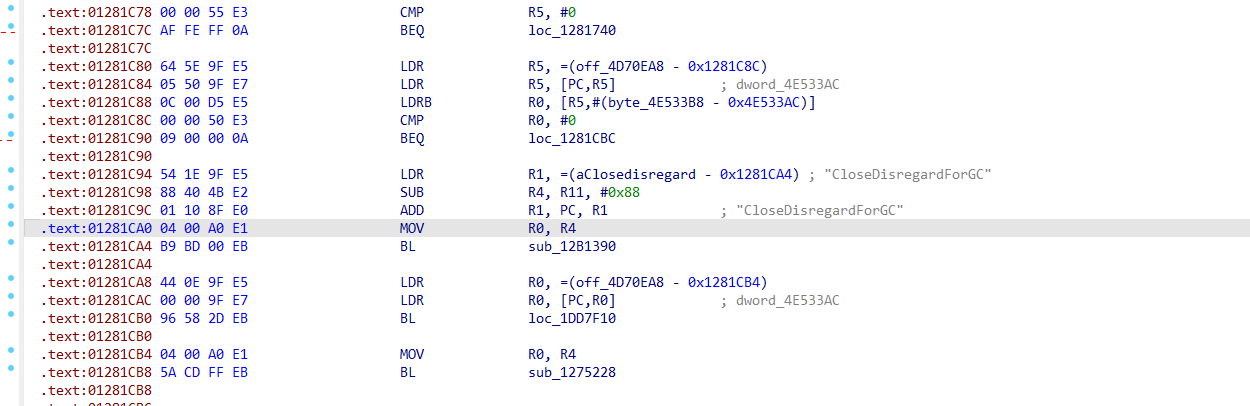 .text:01281C78 00 00 55 E3 CMP R5, #0
.text:01281C7C AF FE FF 0A BEQ loc_1281740
.text:01281C7C
.text:01281C80 64 5E 9F E5 LDR R5, =(off_4D70EA8 - 0x1281C8C)
.text:01281C84 05 50 9F E7 LDR R5, [PC,R5] ; dword_4E533AC
.text:01281C88 0C 00 D5 E5 LDRB R0, [R5,#(byte_4E533B8 - 0x4E533AC)]
.text:01281C8C 00 00 50 E3 CMP R0, #0
.text:01281C90 09 00 00 0A BEQ loc_1281CBC
.text:01281C90
.text:01281C94 54 1E 9F E5 LDR R1, =(aClosedisregard - 0x1281CA4) ; "CloseDisregardForGC"
.text:01281C98 88 40 4B E2 SUB R4, R11, #0x88
.text:01281C9C 01 10 8F E0 ADD R1, PC, R1 ; "CloseDisregardForGC"
.text:01281CA0 04 00 A0 E1 MOV R0, R4
.text:01281CA4 B9 BD 00 EB BL sub_12B1390
.text:01281CA4
.text:01281CA8 44 0E 9F E5 LDR R0, =(off_4D70EA8 - 0x1281CB4)
.text:01281CAC 00 00 9F E7 LDR R0, [PC,R0] ; dword_4E533AC
.text:01281CB0 96 58 2D EB BL loc_1DD7F10
.text:01281CB0
.text:01281CB4 04 00 A0 E1 MOV R0, R4
.text:01281CB8 5A CD FF EB BL sub_1275228
.text:01281CB8